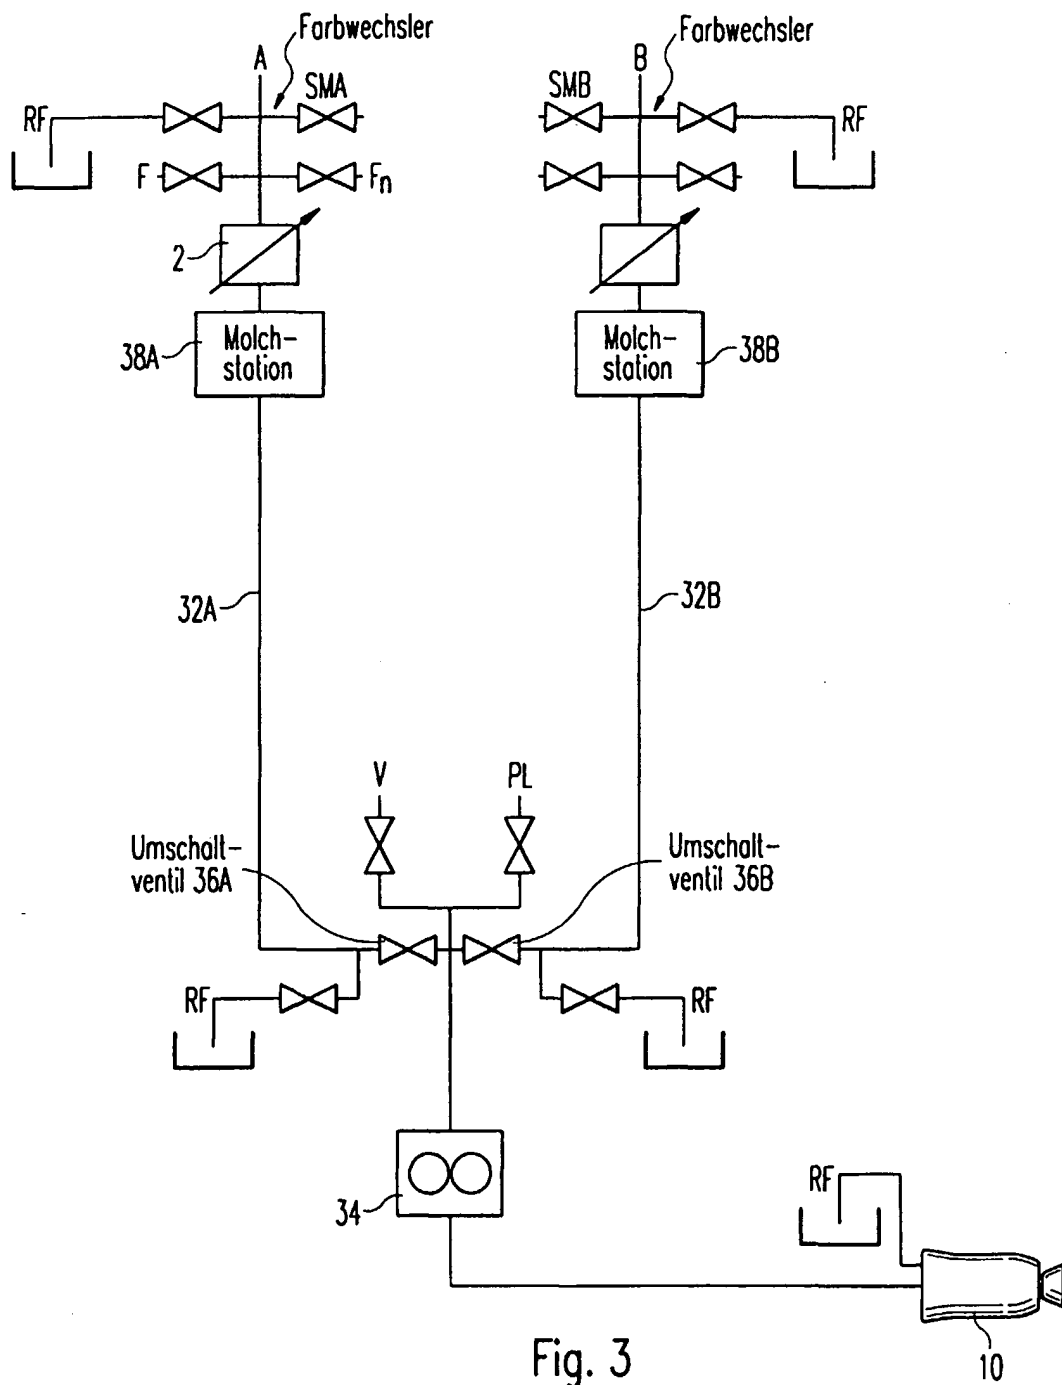 Farbwechsler
Farbwechsler
A
B
SMA
SMB
RF
RF
F
Fn
2
Molch-
station
Molch-
station
38A
38B
32A
32B
V
PL
Umschalt-
ventil 36A
Umschalt-
ventil 36B
RF
RF
34
RF
10
Fig. 3